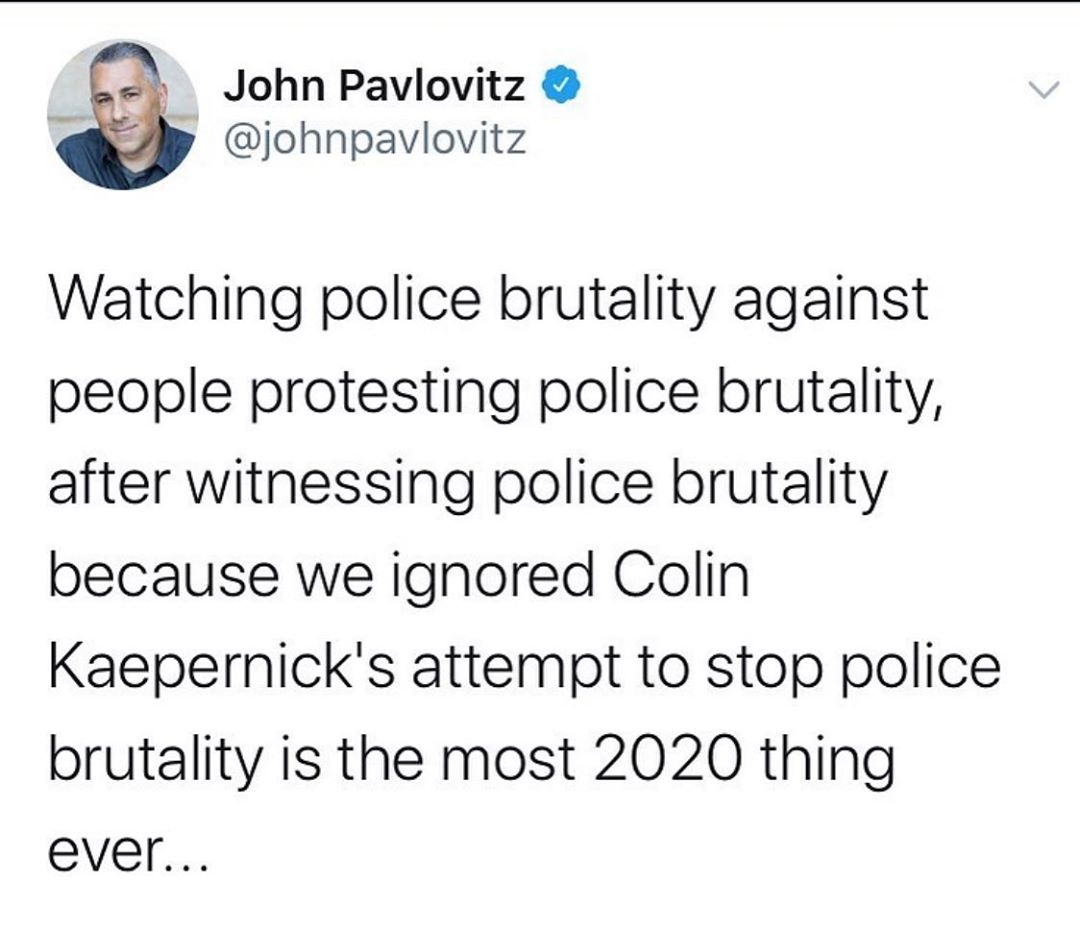 John Pavlovitz
@johnpavlovitz
Watching police brutality against
people protesting police brutality,
after witnessing police brutality
because we ignored Colin
Kaepernick's attempt to stop police
brutality is the most 2020 thing
ever...